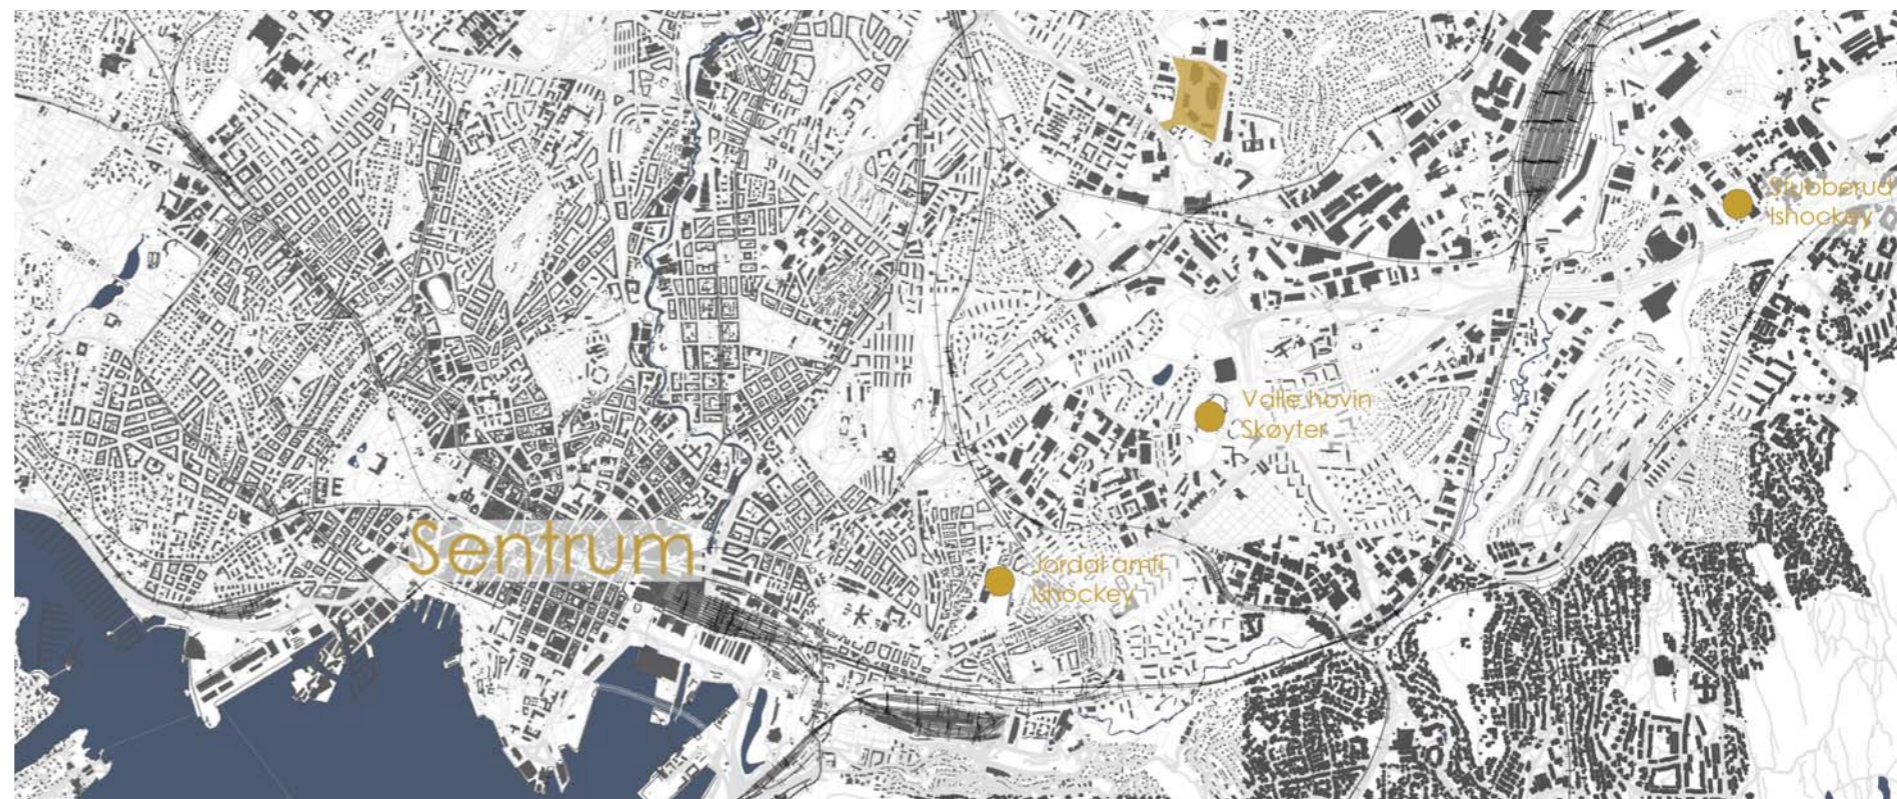 Stubberud
Ishockey
Valle hovin
Skøyter
Sentrum
Jordal amfi
Ishockey